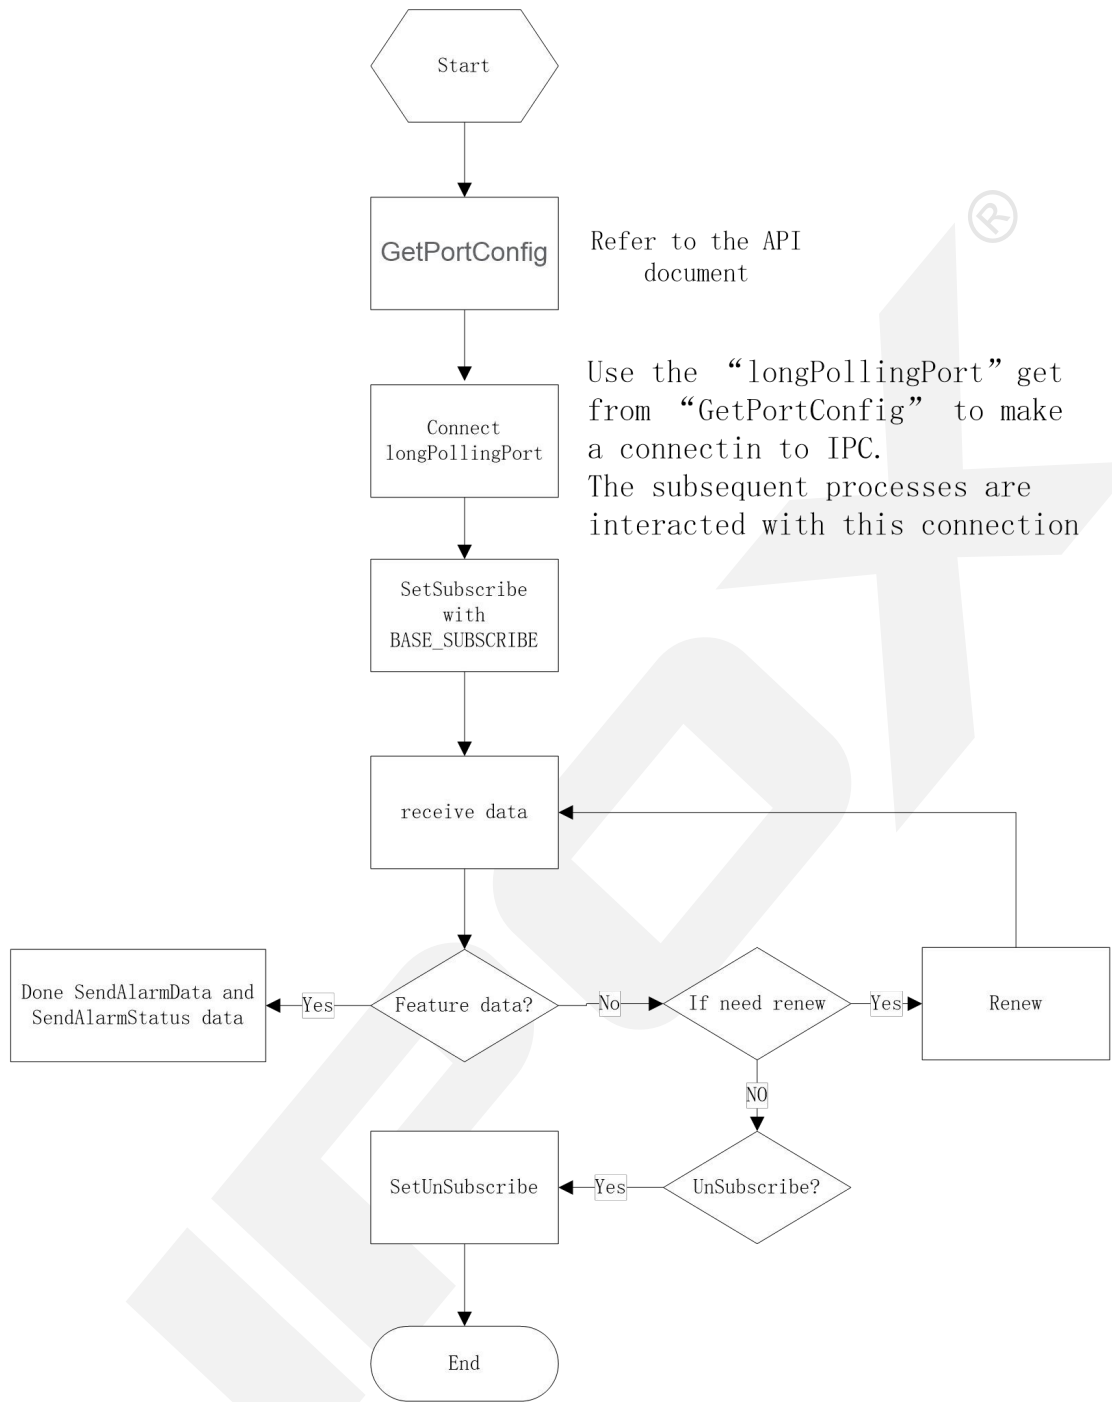 Start
GetPortConfig
Refer to the API
document
Use the “longPollingPort” get
from “GetPortConfig” to make
a connectin to IPC.
The subsequent processes are
interacted with this connection
Connect
longPollingPort
SetSubscribe
with
BASE_SUBSCRIBE
receive data
Done SendAlarmData and
SendAlarmStatus data
Yes
Feature data?
No
If need renew
Yes
Renew
NO
SetUnSubscribe
Yes
UnSubscribe?
End
®